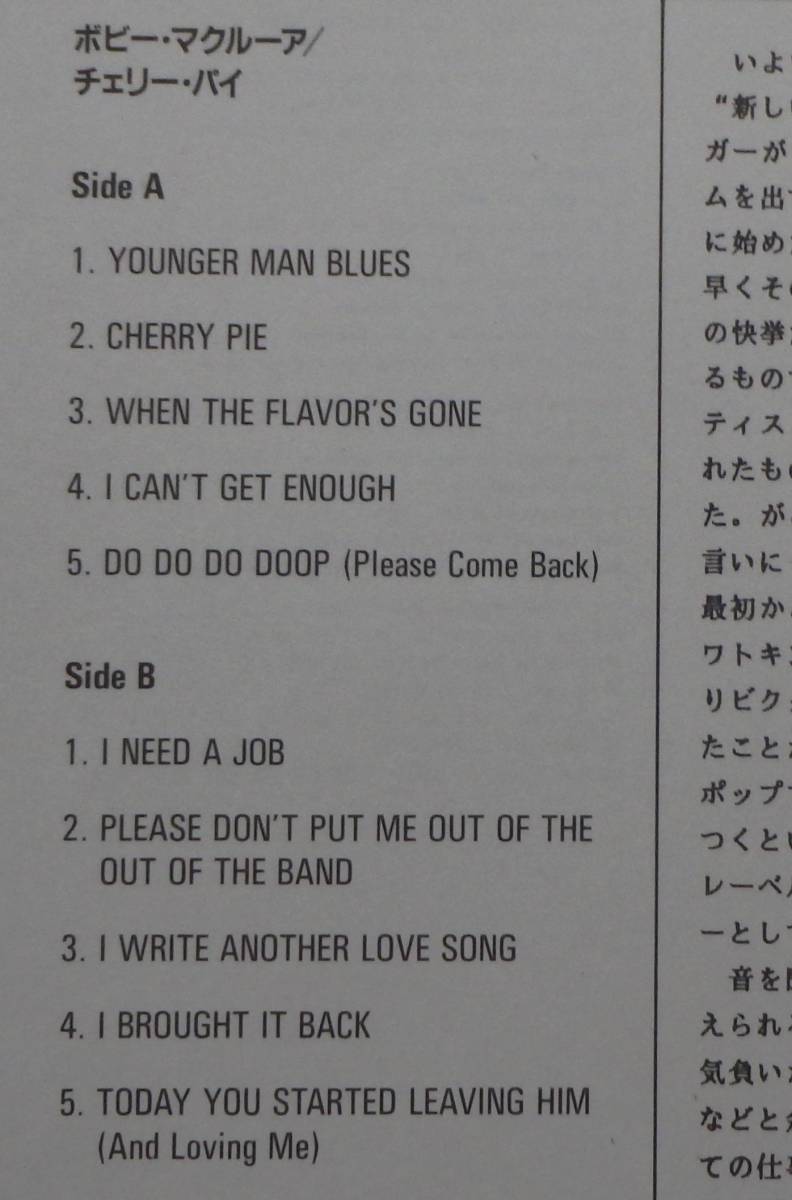 ボビー・マクルーア/
チェリー・パイ
Side A
1. YOUNGER MAN BLUES
2. CHERRY PIE
3. WHEN THE FLAVOR'S GONE
4. I CAN'T GET ENOUGH
5. DO DO DO DOOP (Please Come Back)
Side B
1. I NEED A JOB
2. PLEASE DON'T PUT ME OUT OF THE
OUT OF THE BAND
3. I WRITE ANOTHER LOVE SONG
4. I BROUGHT IT BACK
5. TODAY YOU STARTED LEAVING HIM
(And Loving Me)
いよ
“新し
ガーが
ムを出
に始め
早くそ
の快挙
るもの
ティス
れたも
た。が
言いに
最初か
ワトキ
りビク
たこと
ポップ
つくと
レーベ
ーとし
音を
えられ
気負い
などと
ての仕